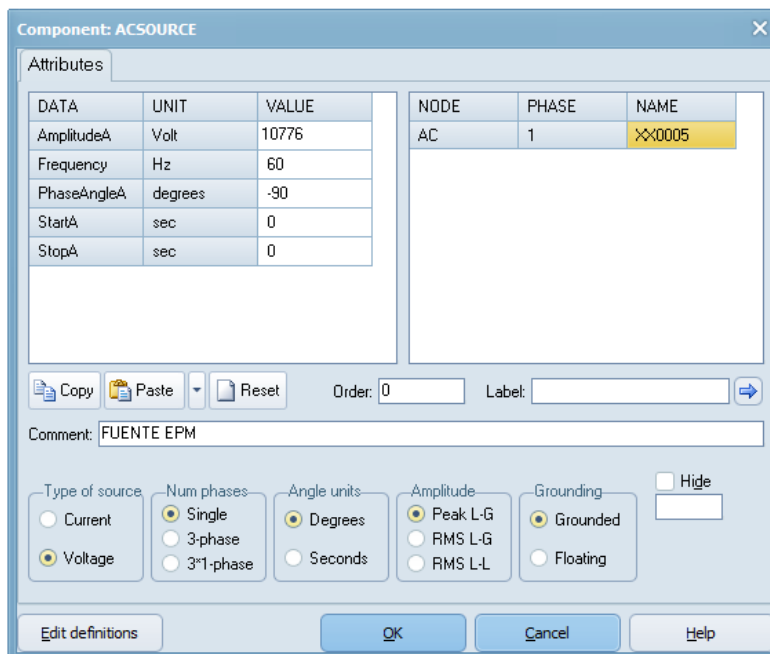 Component: ACSOURCE
Attributes
DATA UNIT VALUE
AmplitudeA Volt 10776
Frequency Hz 60
PhaseAngleA degrees -90
StartA sec 0
StopA sec 0
NODE PHASE NAME
AC 1 XX0005
Copy Paste Reset Order: 0 Label:
Comment: FUENTE EPM
Type of source
Current
Voltage
Num phases
Single
3-phase
3*1-phase
Angle units
Degrees
Seconds
Amplitude
Peak L-G
RMS L-G
RMS L-L
Grounding
Grounded
Floating
Hide
Edit definitions OK Cancel Help